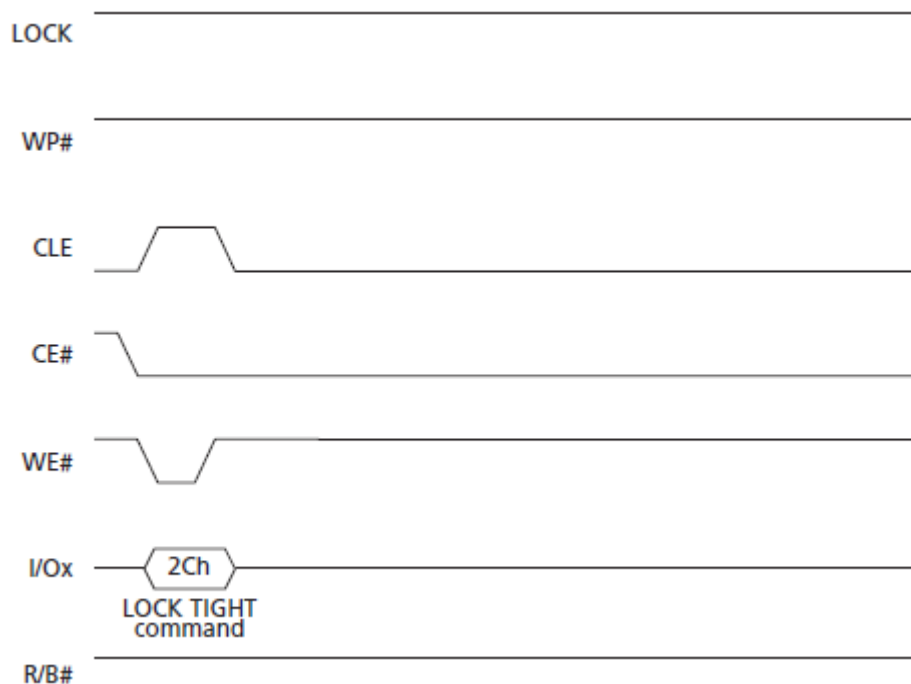 LOCK
WP#
CLE
CE#
WE#
I/Ox
2Ch
LOCK TIGHT
command
R/B#